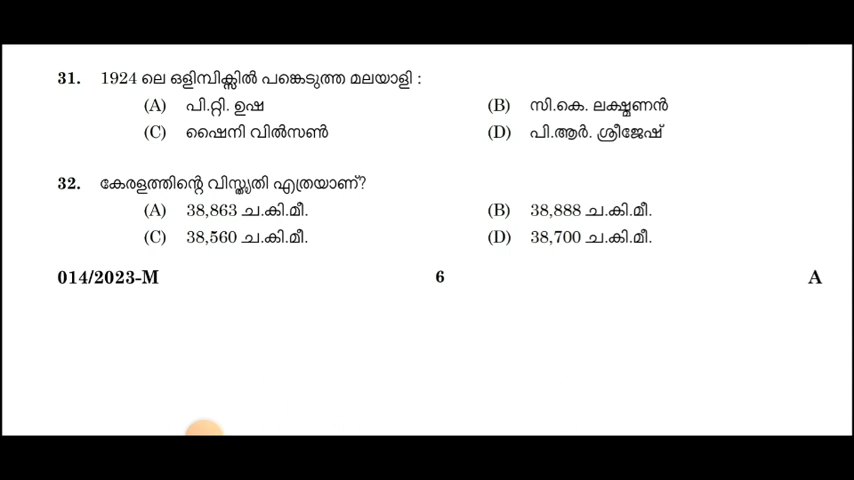 31. 1924 ലെ ഒളിമ്പിക്സിൽ പങ്കെടുത്ത മലയാളി :
(A) പി.റ്റി. ഉഷ (B) സി.കെ. ലക്ഷ്മണൻ
(C) ഷൈനി വിൽസൺ (D) പി.ആർ. ശ്രീജേഷ്
32. കേരളത്തിന്റെ വിസ്തൃതി എത്രയാണ്?
(A) 38,863 ച.കി.മീ. (B) 38,888 ച.കി.മീ.
(C) 38,560 ച.കി.മീ. (D) 38,700 ച.കി.മീ.
014/2023-M 6 A